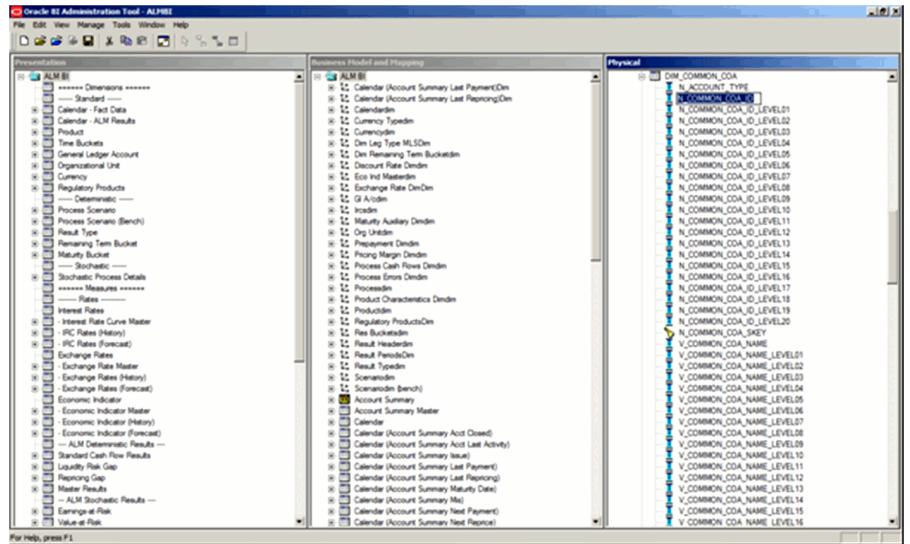 Oracle BI Administration Tool - ALMBI
File Edit View Manage Tools Window Help
Presentation
ALM BI
====== Dimensions ======
----- Standard -----
Calendar - Fact Data
Calendar - ALM Results
Product
Time Buckets
General Ledger Account
Organizational Unit
Currency
Regulatory Products
----- Deterministic -----
Process Scenario
Process Scenario (Bench)
Result Type
Remaining Term Bucket
Maturity Bucket
----- Stochastic -----
Stochastic Process Details
====== Measures ======
------ Rates ---------
Interest Rates
- Interest Rate Curve Master
- IRC Rates (History)
- IRC Rates (Forecast)
Exchange Rates
- Exchange Rate Master
- Exchange Rates (History)
- Exchange Rates (Forecast)
Economic Indicator
- Economic Indicator Master
- Economic Indicator (History)
- Economic Indicator (Forecast)
--- ALM Deterministic Results ---
Standard Cash Flow Results
Liquidity Risk Gap
Repricing Gap
Master Results
-- ALM Stochastic Results ---
Earnings-at-Risk
Value-at-Risk
Business Model and Mapping
ALM BI
Calendar (Account Summary Last Payment)Dim
Calendar (Account Summary Last Repricing)Dim
Calendardim
Currency Typedim
Currencydim
Dim Leg Type MLSDim
Dim Remaining Term Bucketdim
Discount Rate Dimdim
Eco Ind Masterdim
Exchange Rate DimDim
Gl A/cdim
Ircsdim
Maturity Auxiliary Dimdim
Org Unitdim
Prepayment Dimdim
Pricing Margin Dimdim
Process Cash Flows Dimdim
Process Errors Dimdim
Processdim
Product Characteristics Dimdim
Productdim
Regulatory ProductsDim
Res Bucketsdim
Result Headerdim
Result PeriodsDim
Result Typedim
Scenariodim
Scenariodim (bench)
Account Summary
Account Summary Master
Calendar
Calendar (Account Summary Acct Closed)
Calendar (Account Summary Acct Last Activity)
Calendar (Account Summary Issue)
Calendar (Account Summary Last Payment)
Calendar (Account Summary Last Repricing)
Calendar (Account Summary Maturity Date)
Calendar (Account Summary Mis)
Calendar (Account Summary Next Payment)
Calendar (Account Summary Next Reprice)
Physical
DIM_COMMON_COA
N_ACCOUNT_TYPE
N_COMMON_COA_ID
N_COMMON_COA_ID_LEVEL01
N_COMMON_COA_ID_LEVEL02
N_COMMON_COA_ID_LEVEL03
N_COMMON_COA_ID_LEVEL04
N_COMMON_COA_ID_LEVEL05
N_COMMON_COA_ID_LEVEL06
N_COMMON_COA_ID_LEVEL07
N_COMMON_COA_ID_LEVEL08
N_COMMON_COA_ID_LEVEL09
N_COMMON_COA_ID_LEVEL10
N_COMMON_COA_ID_LEVEL11
N_COMMON_COA_ID_LEVEL12
N_COMMON_COA_ID_LEVEL13
N_COMMON_COA_ID_LEVEL14
N_COMMON_COA_ID_LEVEL15
N_COMMON_COA_ID_LEVEL16
N_COMMON_COA_ID_LEVEL17
N_COMMON_COA_ID_LEVEL18
N_COMMON_COA_ID_LEVEL19
N_COMMON_COA_ID_LEVEL20
N_COMMON_COA_SKEY
V_COMMON_COA_NAME
V_COMMON_COA_NAME_LEVEL01
V_COMMON_COA_NAME_LEVEL02
V_COMMON_COA_NAME_LEVEL03
V_COMMON_COA_NAME_LEVEL04
V_COMMON_COA_NAME_LEVEL05
V_COMMON_COA_NAME_LEVEL06
V_COMMON_COA_NAME_LEVEL07
V_COMMON_COA_NAME_LEVEL08
V_COMMON_COA_NAME_LEVEL09
V_COMMON_COA_NAME_LEVEL10
V_COMMON_COA_NAME_LEVEL11
V_COMMON_COA_NAME_LEVEL12
V_COMMON_COA_NAME_LEVEL13
V_COMMON_COA_NAME_LEVEL14
V_COMMON_COA_NAME_LEVEL15
V_COMMON_COA_NAME_LEVEL16
For Help, press F1